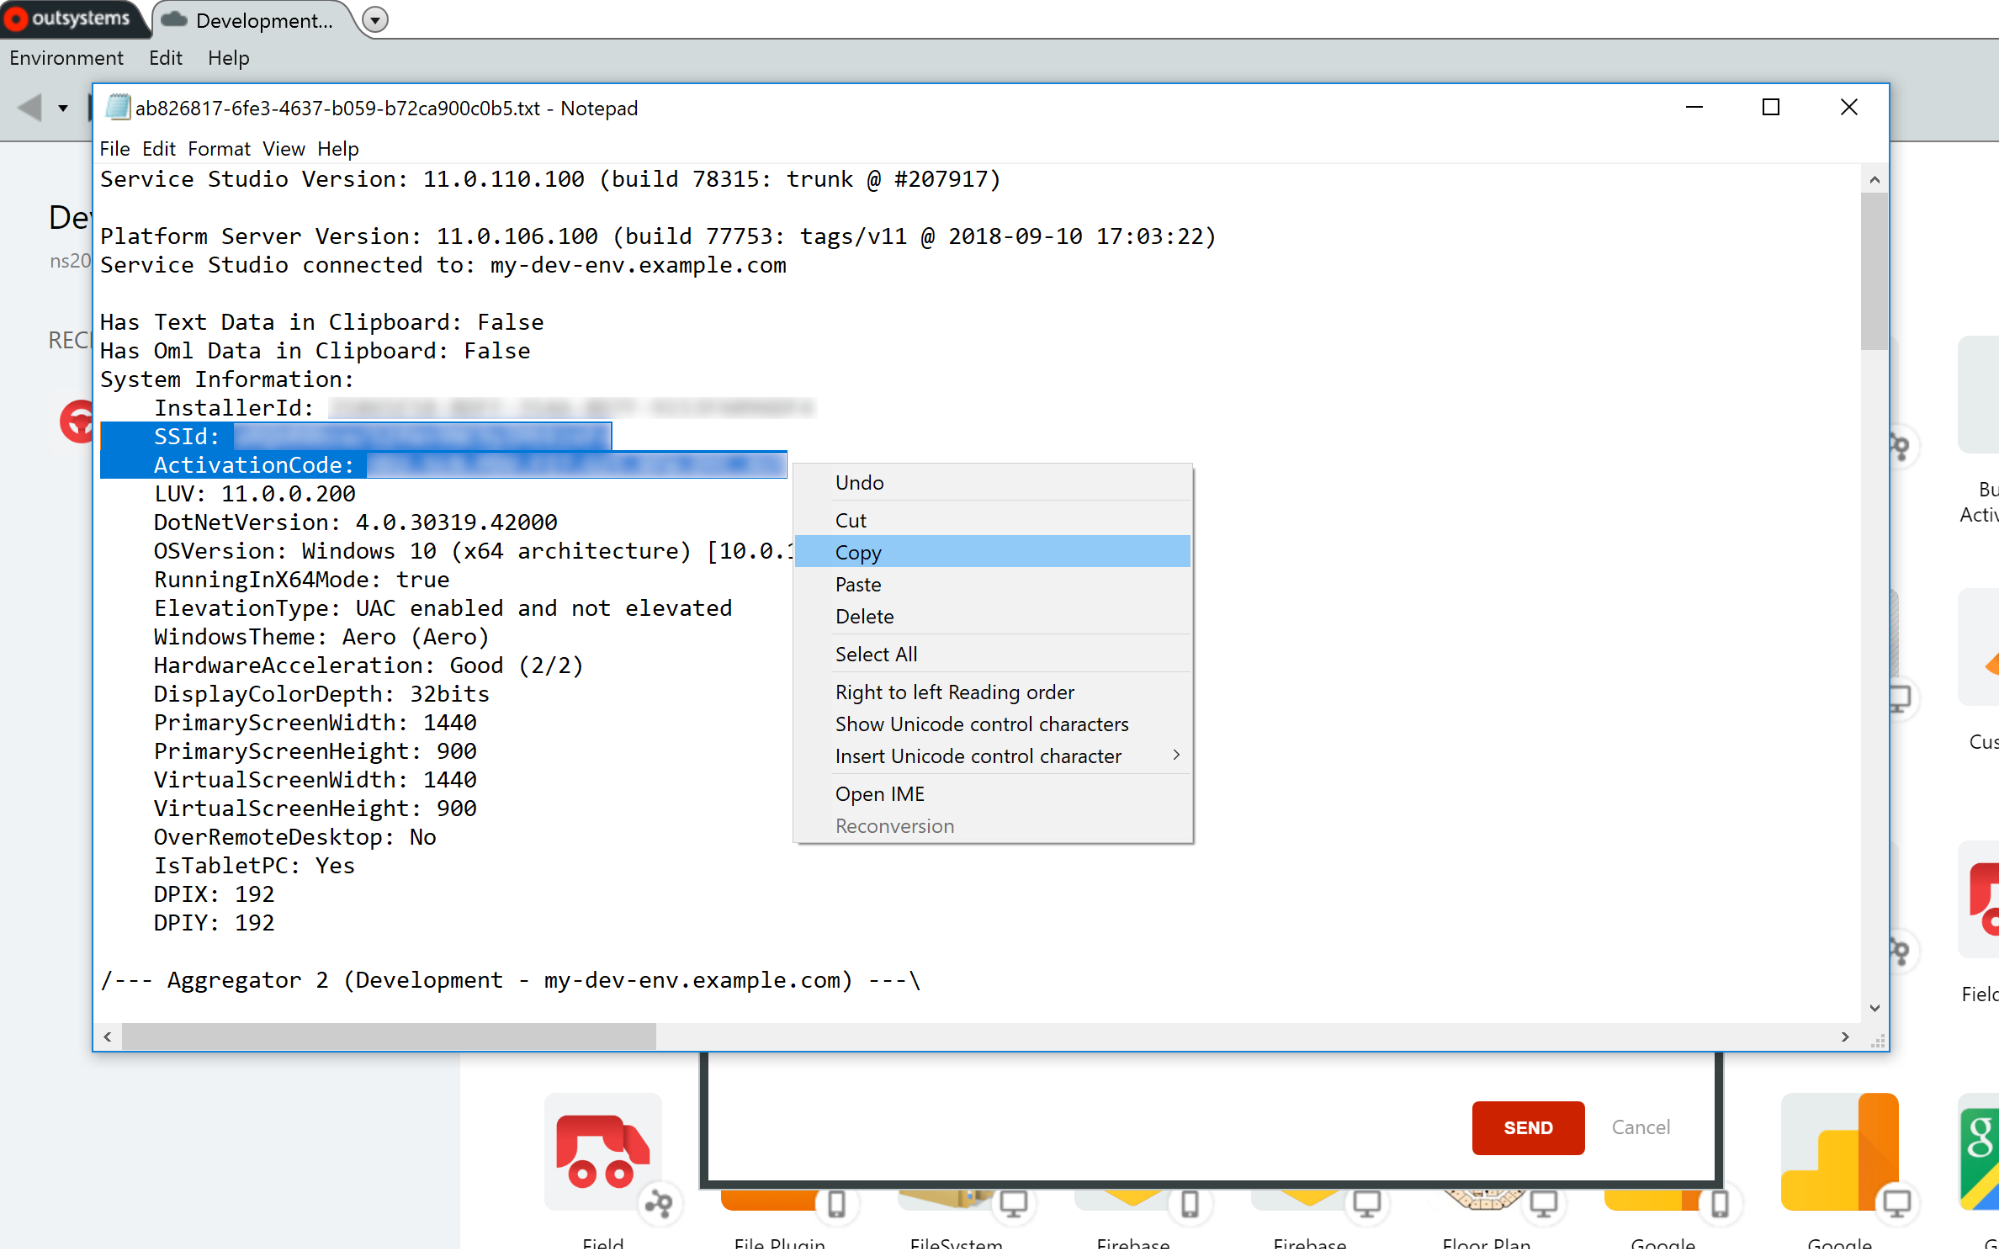 outsystems
Development...
Environment Edit Help
ab826817-6fe3-4637-b059-b72ca900c0b5.txt - Notepad
File Edit Format View Help
Service Studio Version: 11.0.110.100 (build 78315: trunk @ #207917)
Platform Server Version: 11.0.106.100 (build 77753: tags/v11 @ 2018-09-10 17:03:22)
Service Studio connected to: my-dev-env.example.com
Has Text Data in Clipboard: False
Has Oml Data in Clipboard: False
System Information:
InstallerId:
SSId:
ActivationCode:
LUV: 11.0.0.200
DotNetVersion: 4.0.30319.42000
OSVersion: Windows 10 (x64 architecture) [10.0.1
RunningInX64Mode: true
ElevationType: UAC enabled and not elevated
WindowsTheme: Aero (Aero)
HardwareAcceleration: Good (2/2)
DisplayColorDepth: 32bits
PrimaryScreenWidth: 1440
PrimaryScreenHeight: 900
VirtualScreenWidth: 1440
VirtualScreenHeight: 900
OverRemoteDesktop: No
IsTabletPC: Yes
DPIX: 192
DPIY: 192
/--- Aggregator 2 (Development - my-dev-env.example.com) ---\
Undo
Cut
Copy
Paste
Delete
Select All
Right to left Reading order
Show Unicode control characters
Insert Unicode control character
Open IME
Reconversion
De
ns20
REC
Bu
Activ
Cus
Field
SEND Cancel
Field File Plugin FileSystem Firebase Firebase Floor Plan Google Google G